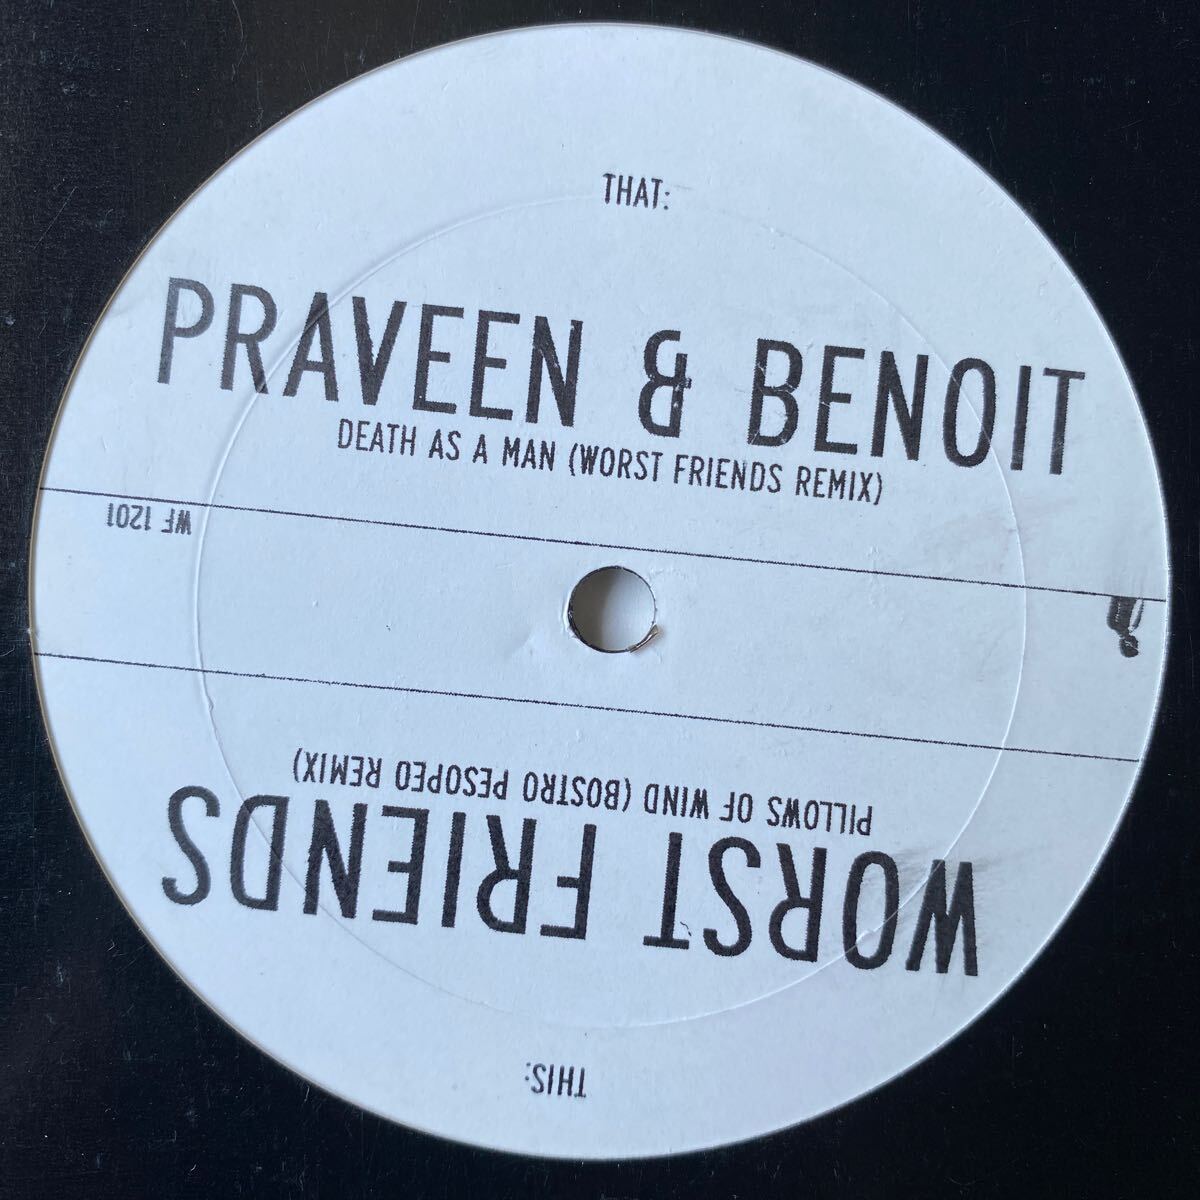 THAT:
PRAVEEN & BENOIT
DEATH AS A MAN (WORST FRIENDS REMIX)
WF 1201
THIS:
WORST FRIENDS
PILLOWS OF WIND (BOSTRO PESOPEO REMIX)